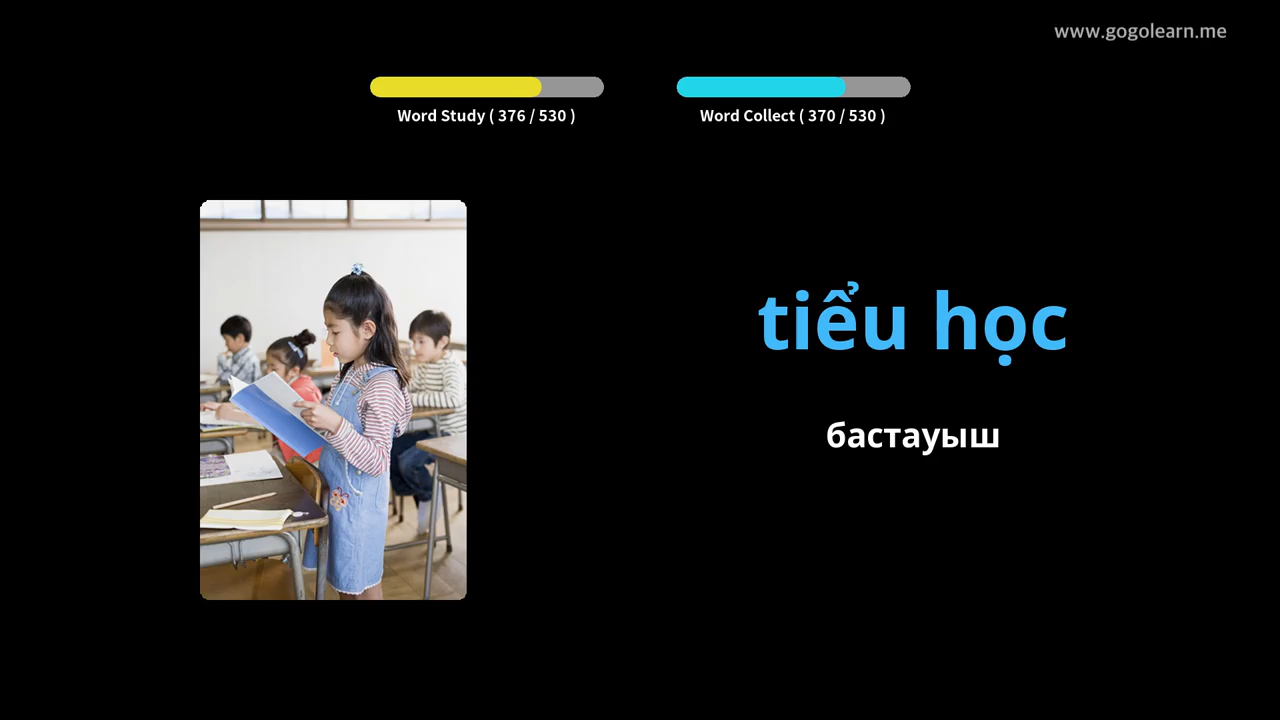 www.gogolearn.me
Word Study ( 376 / 530 )
Word Collect ( 370 / 530 )
tiểu học
бастауыш